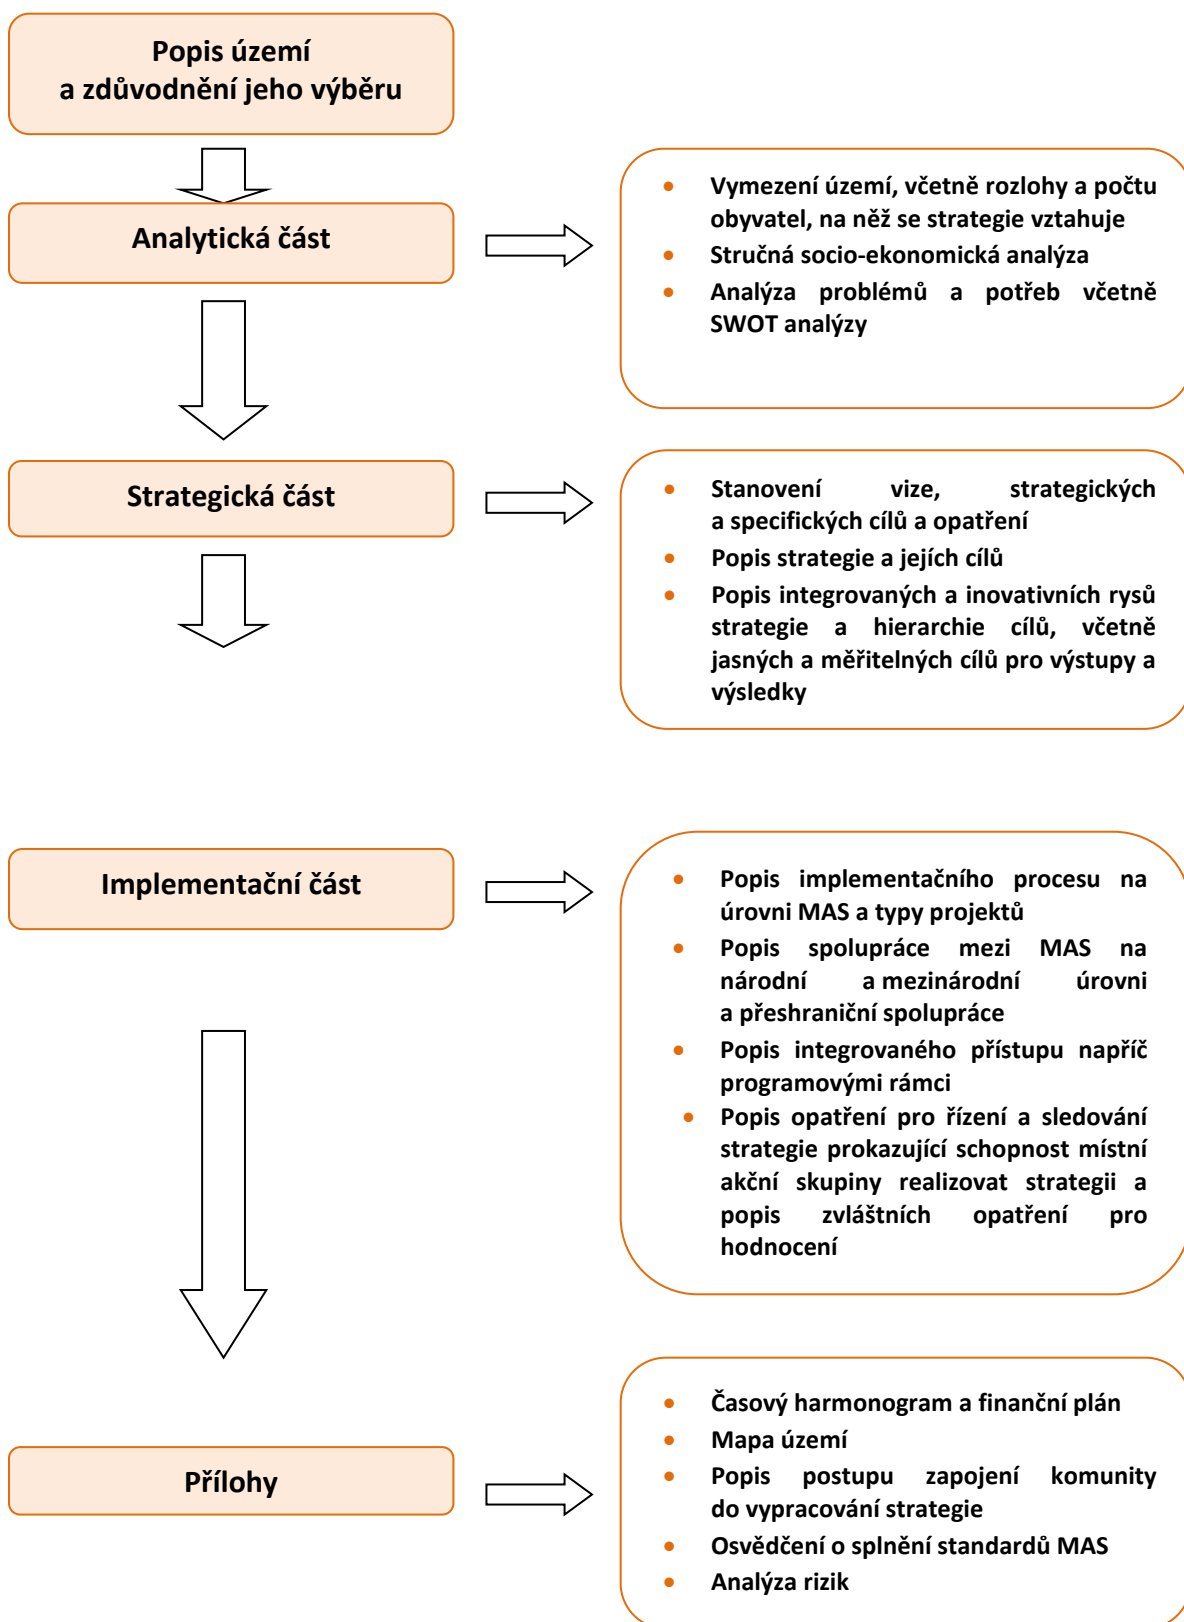 Popis území
a zdůvodnění jeho výběru
Analytická část
• Vymezení území, včetně rozlohy a počtu
obyvatel, na něž se strategie vztahuje
• Stručná socio-ekonomická analýza
• Analýza problémů a potřeb včetně
SWOT analýzy
Strategická část
• Stanovení vize, strategických
a specifických cílů a opatření
• Popis strategie a jejích cílů
• Popis integrovaných a inovativních rysů
strategie a hierarchie cílů, včetně
jasných a měřitelných cílů pro výstupy a
výsledky
Implementační část
• Popis implementačního procesu na
úrovni MAS a typy projektů
• Popis spolupráce mezi MAS na
národní a mezinárodní úrovni
a přeshraniční spolupráce
• Popis integrovaného přístupu napříč
programovými rámci
• Popis opatření pro řízení a sledování
strategie prokazující schopnost místní
akční skupiny realizovat strategii a
popis zvláštních opatření pro
hodnocení
Přílohy
• Časový harmonogram a finanční plán
• Mapa území
• Popis postupu zapojení komunity
do vypracování strategie
• Osvědčení o splnění standardů MAS
• Analýza rizik